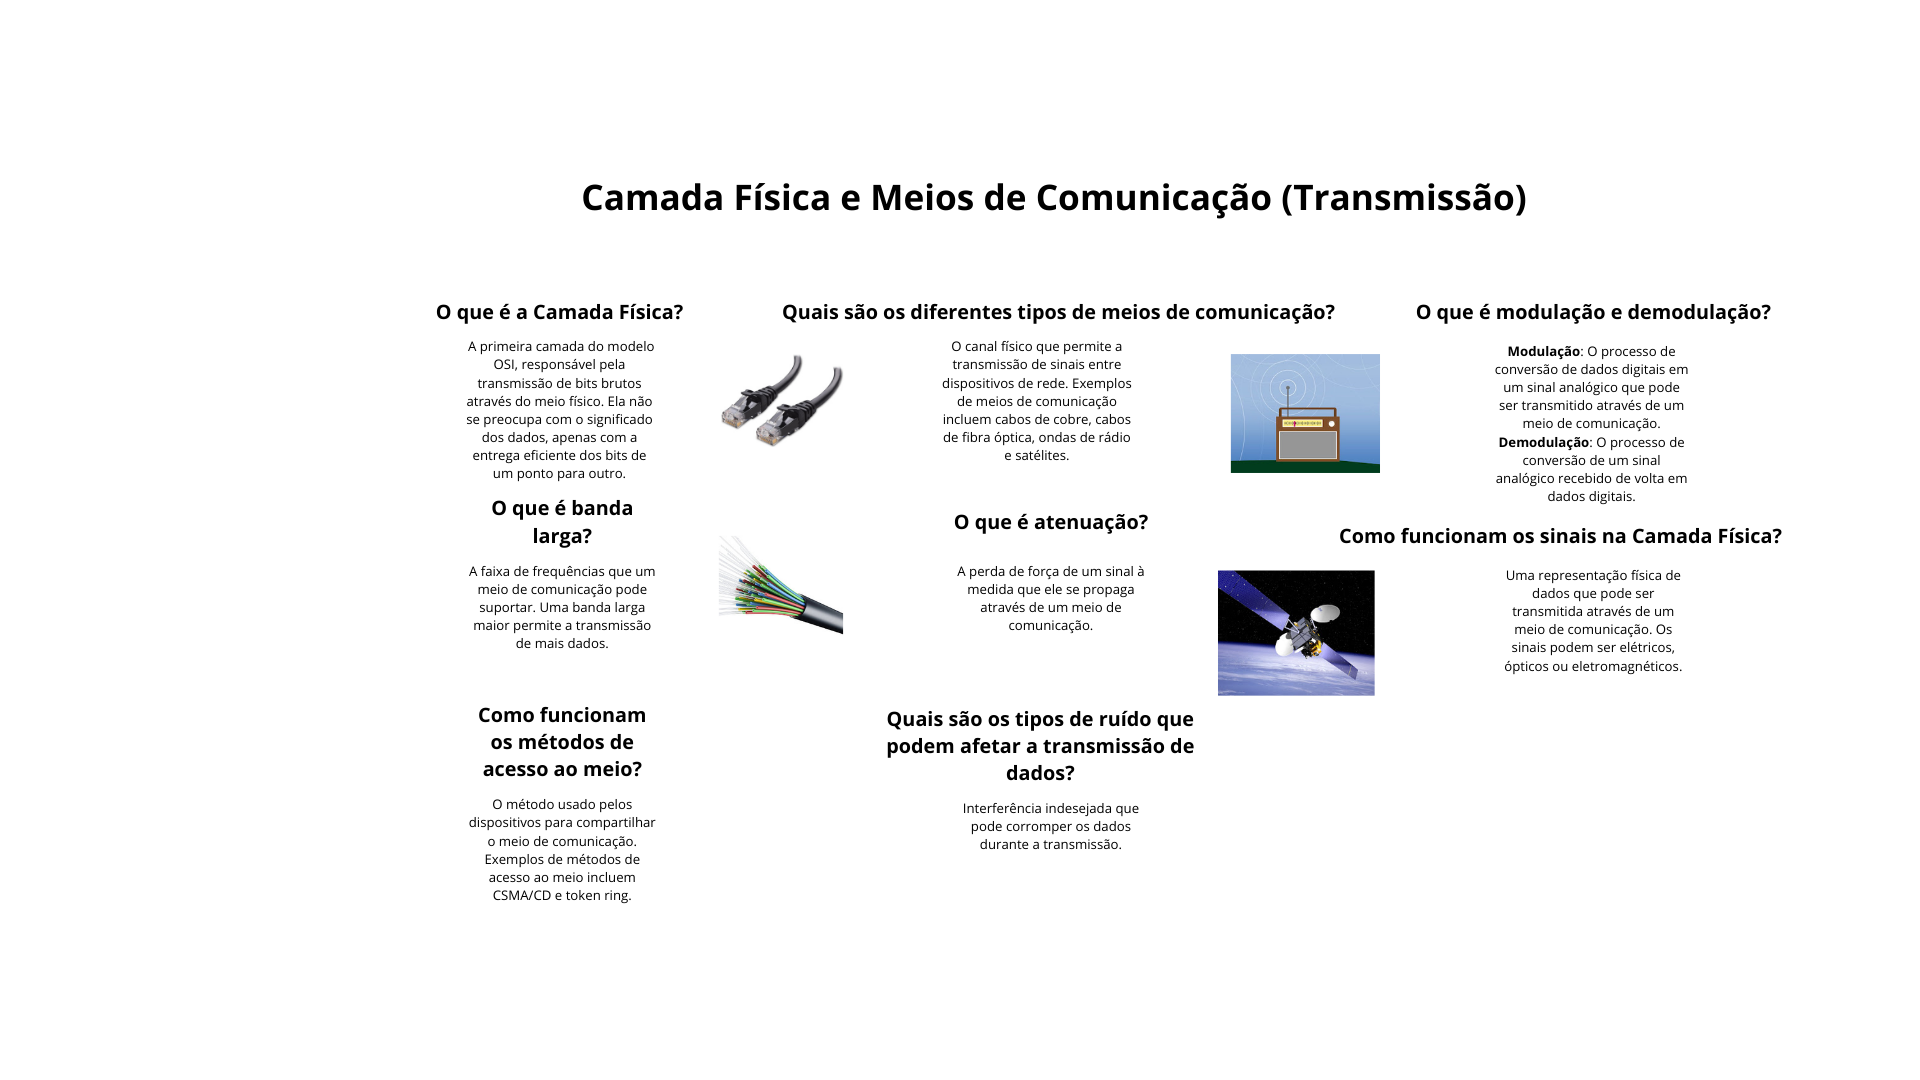 Camada Física e Meios de Comunicação (Transmissão)
O que é a Camada Física?
A primeira camada do modelo
OSI, responsável pela
transmissão de bits brutos
através do meio físico. Ela não
se preocupa com o significado
dos dados, apenas com a
entrega eficiente dos bits de
um ponto para outro.
Quais são os diferentes tipos de meios de comunicação?
O canal físico que permite a
transmissão de sinais entre
dispositivos de rede. Exemplos
de meios de comunicação
incluem cabos de cobre, cabos
de fibra óptica, ondas de rádio
e satélites.
O que é modulação e demodulação?
Modulação: O processo de
conversão de dados digitais em
um sinal analógico que pode
ser transmitido através de um
meio de comunicação.
Demodulação: O processo de
conversão de um sinal
analógico recebido de volta em
dados digitais.
O que é banda
larga?
A faixa de frequências que um
meio de comunicação pode
suportar. Uma banda larga
maior permite a transmissão
de mais dados.
O que é atenuação?
A perda de força de um sinal à
medida que ele se propaga
através de um meio de
comunicação.
Como funcionam os sinais na Camada Física?
Uma representação física de
dados que pode ser
transmitida através de um
meio de comunicação. Os
sinais podem ser elétricos,
ópticos ou eletromagnéticos.
Como funcionam
os métodos de
acesso ao meio?
O método usado pelos
dispositivos para compartilhar
o meio de comunicação.
Exemplos de métodos de
acesso ao meio incluem
CSMA/CD e token ring.
Quais são os tipos de ruído que
podem afetar a transmissão de
dados?
Interferência indesejada que
pode corromper os dados
durante a transmissão.